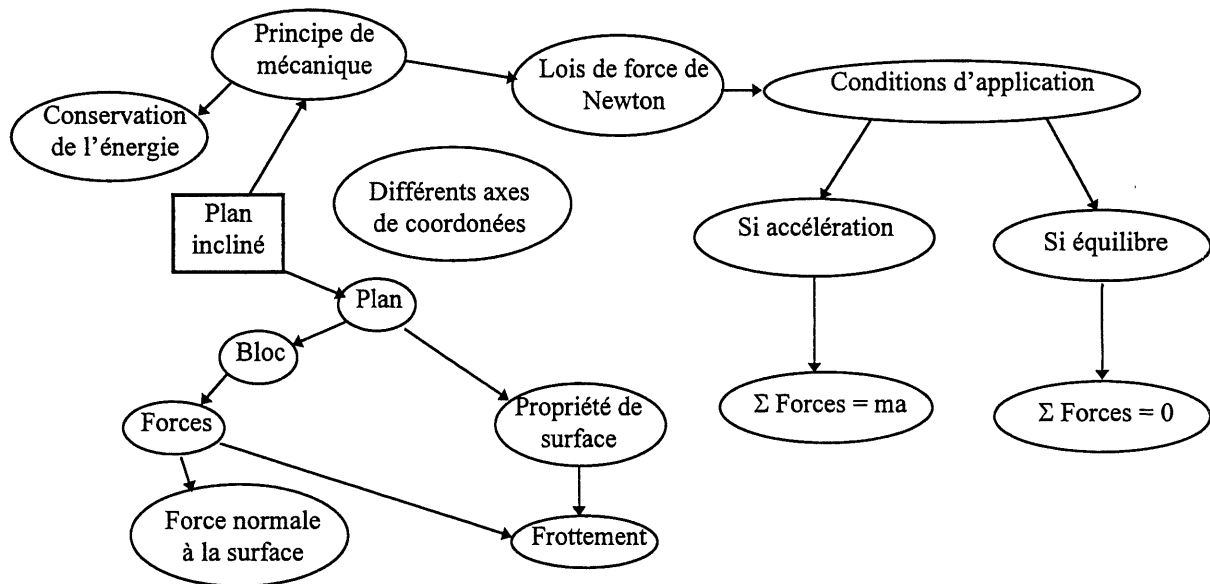 Principe de
mécanique
Lois de force de
Newton
Conditions d'application
Conservation
de l'énergie
Différents axes
de coordonées
Plan
incliné
Si accélération
Si équilibre
Plan
Bloc
Forces
Propriété de
surface
Σ Forces = ma
Σ Forces = 0
Force normale
à la surface
Frottement